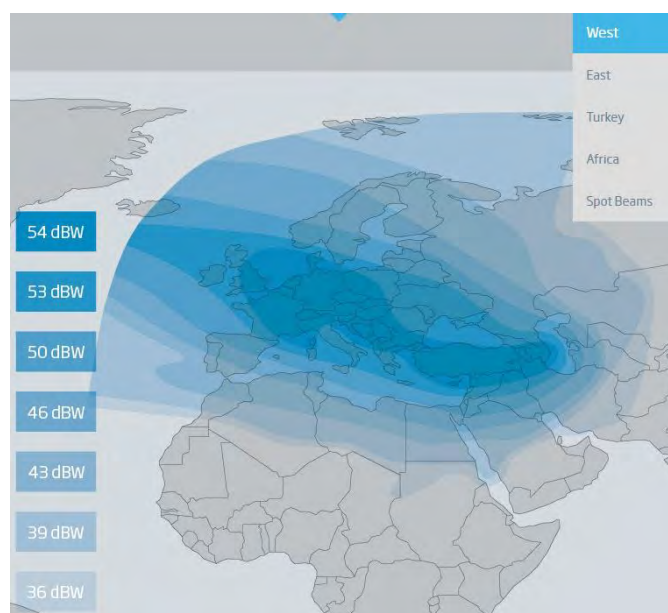 West
East
Turkey
Africa
Spot Beams
54 dBW
53 dBW
50 dBW
46 dBW
43 dBW
39 dBW
36 dBW